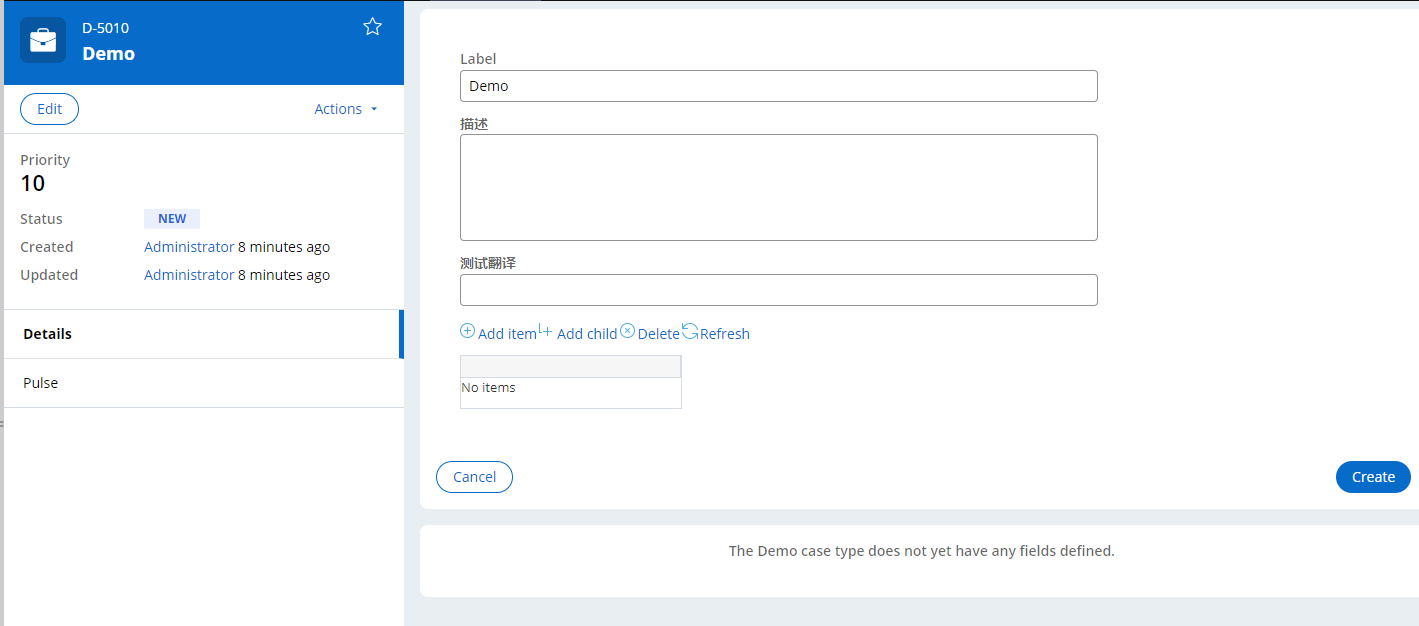 D-5010
Demo
Edit
Actions
Priority
10
Status NEW
Created Administrator 8 minutes ago
Updated Administrator 8 minutes ago
Details
Pulse
Label
Demo
描述
测试翻译
Add item Add child Delete Refresh
No items
Cancel
Create
The Demo case type does not yet have any fields defined.